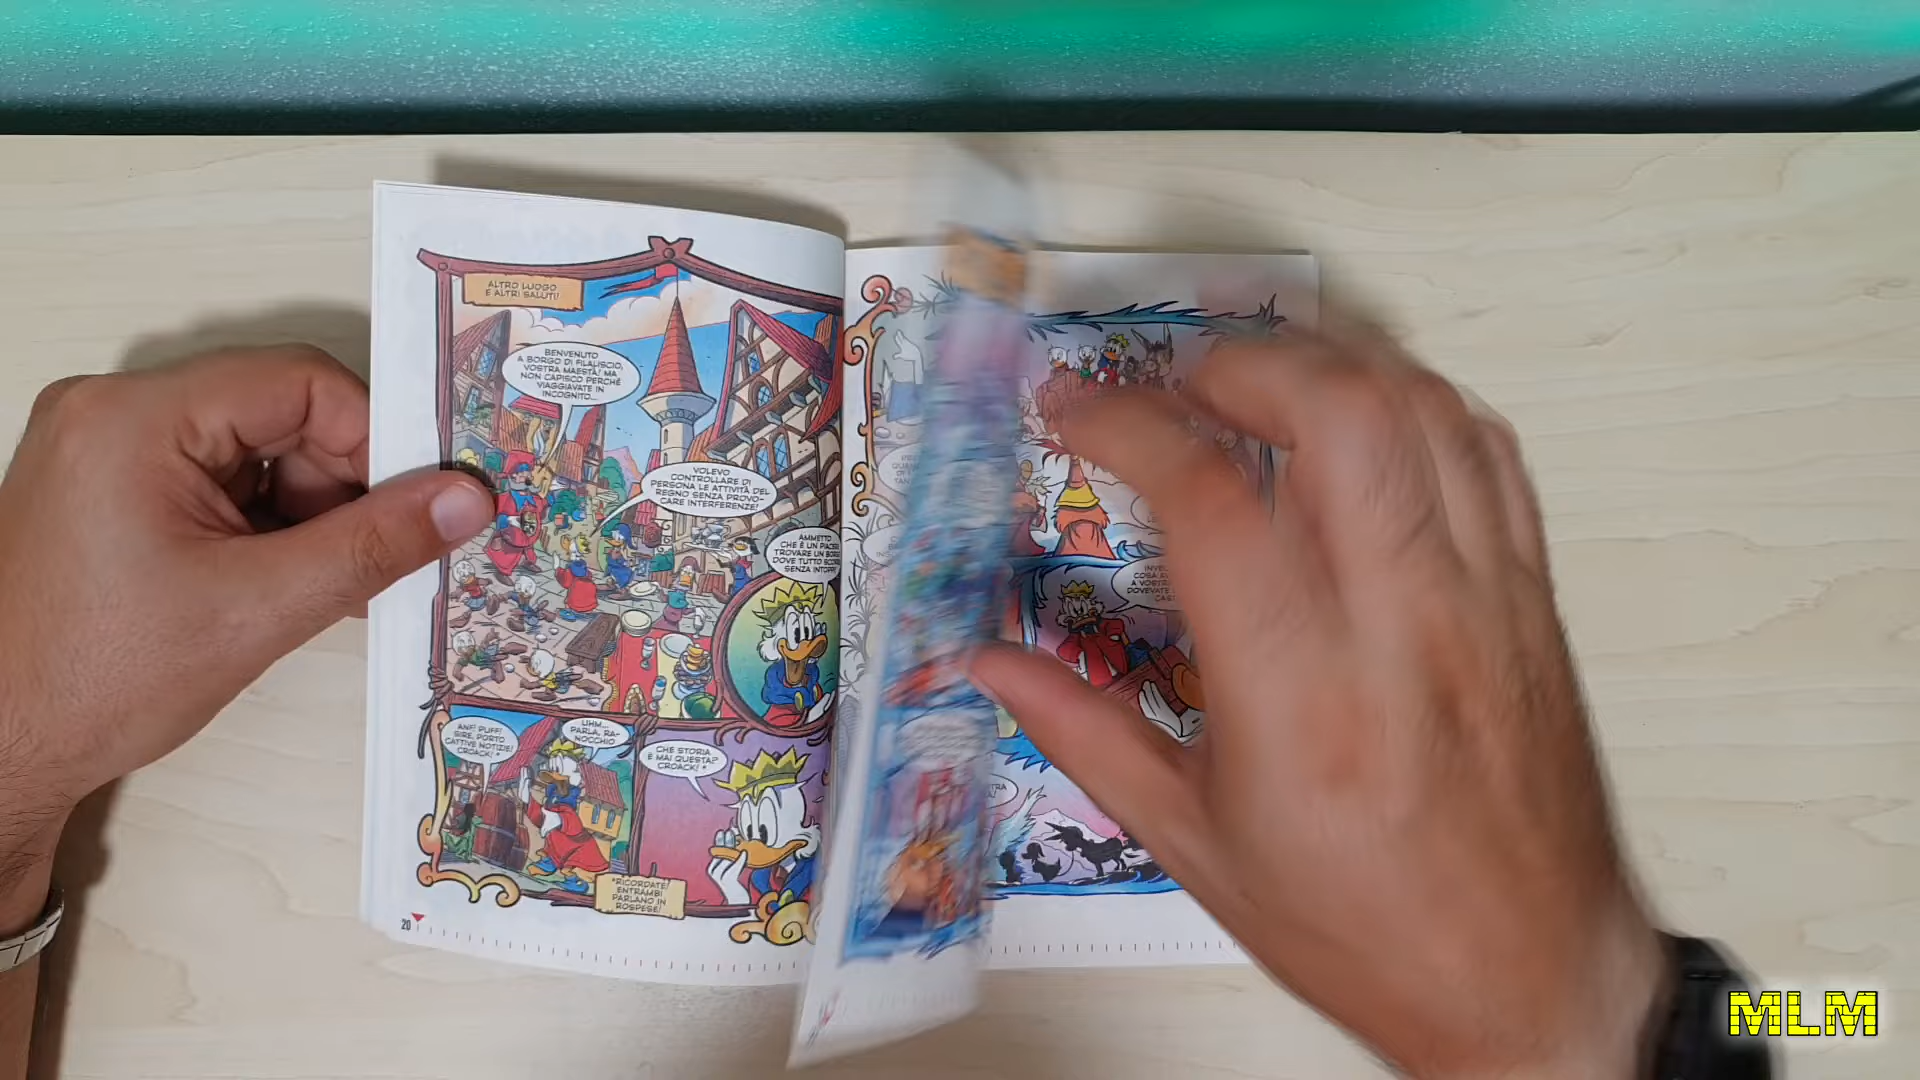 ALTRO LUOGO
E ALTRI SALUTI!
BENVENUTO
A BORGO DI FILALISCIO,
VOSTRA MAESTÀ! MA
NON CAPISCO PERCHÉ
VIAGGIAVATE IN
INCOGNITO...
VOLEVO
CONTROLLARE DI
PERSONA LE ATTIVITÀ DEL
REGNO SENZA PROVO-
CARE INTERFERENZE!
AMMETTO
CHE È UN PIACERE
TROVARE UN BORGO
DOVE TUTTO SCORRE
SENZA INTOPPI!
ANF! PUFF!
SIRE, PORTO
CATTIVE NOTIZIE!
CROACK! *
UHM...
PARLA, RA-
NOCCHIO
CHE STORIA
È MAI QUESTA?
CROACK! *
*RICORDATE!
ENTRAMBI
PARLANO IN
ROSPESE!
20
COSA
A VOSTR
DOVEVATE
MLM